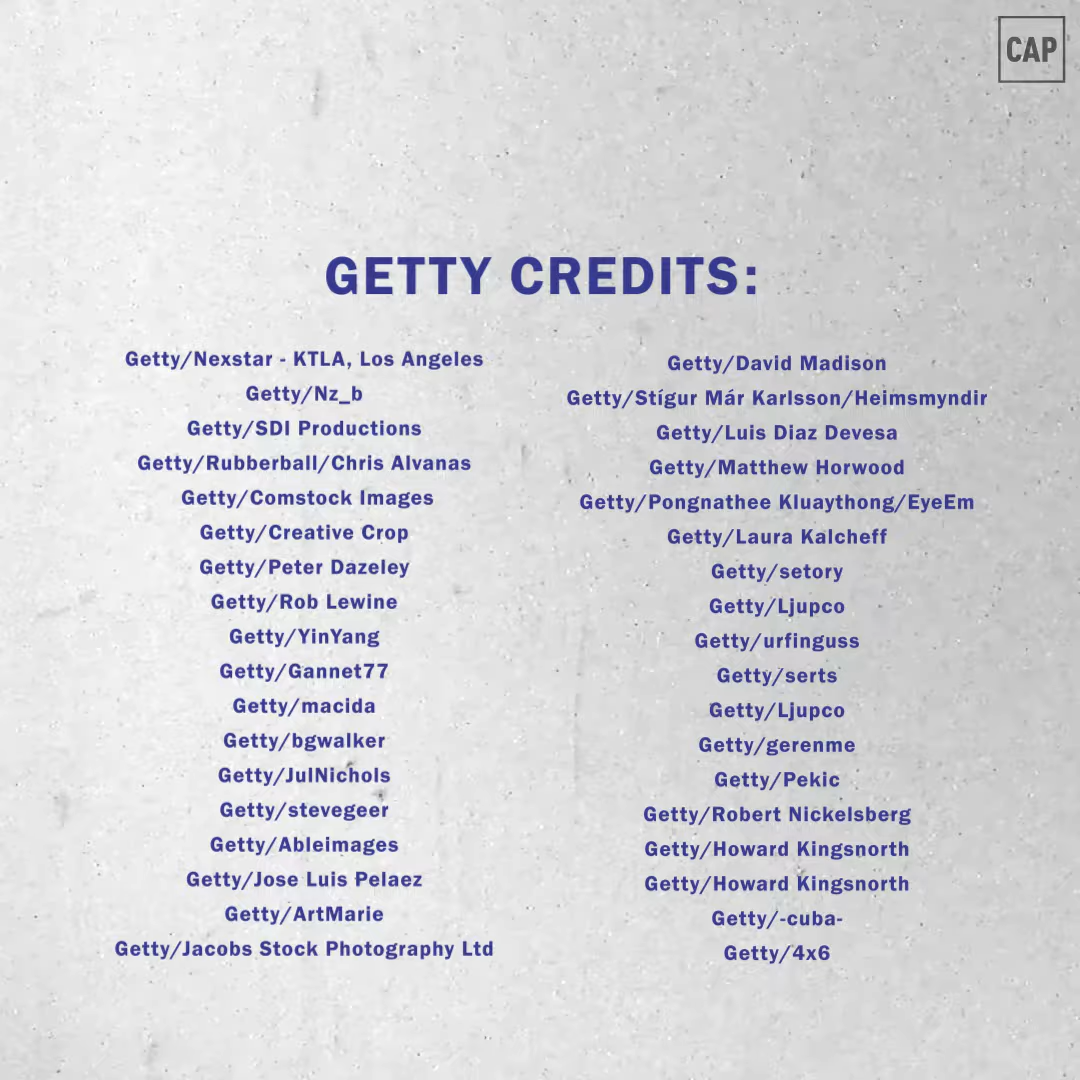 CAP
GETTY CREDITS:
Getty/Nexstar - KTLA, Los Angeles
Getty/Nz_b
Getty/SDI Productions
Getty/Rubberball/Chris Alvanas
Getty/Comstock Images
Getty/Creative Crop
Getty/Peter Dazeley
Getty/Rob Lewine
Getty/YinYang
Getty/Gannet77
Getty/macida
Getty/bgwalker
Getty/JulNichols
Getty/stevegeer
Getty/Ableimages
Getty/Jose Luis Pelaez
Getty/ArtMarie
Getty/Jacobs Stock Photography Ltd
Getty/David Madison
Getty/Stígur Már Karlsson/Heimsmyndir
Getty/Luis Diaz Devesa
Getty/Matthew Horwood
Getty/Pongnathee Kluaythong/EyeEm
Getty/Laura Kalcheff
Getty/setory
Getty/Ljupco
Getty/urfinguss
Getty/serts
Getty/Ljupco
Getty/gerenme
Getty/Pekic
Getty/Robert Nickelsberg
Getty/Howard Kingsnorth
Getty/Howard Kingsnorth
Getty/-cuba-
Getty/4x6